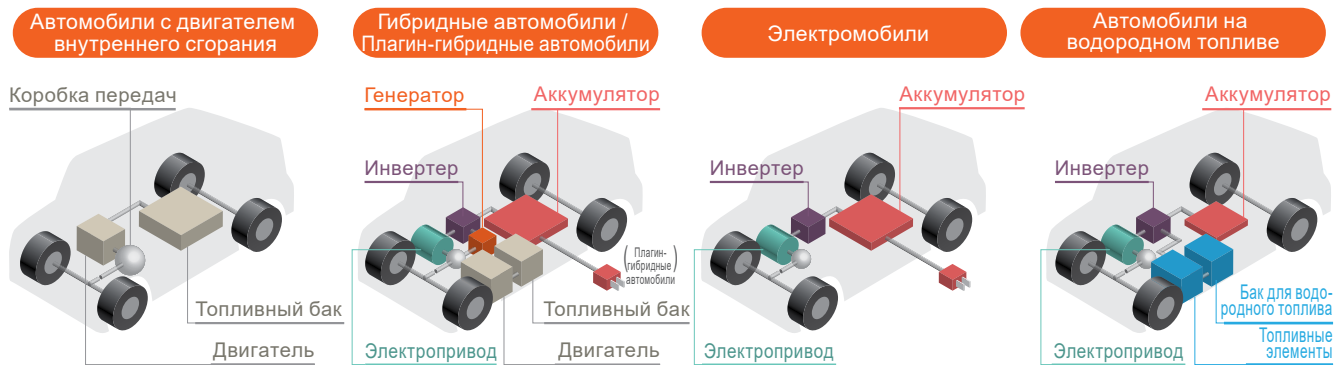 Автомобили с двигателем
внутреннего сгорания
Коробка передач
Топливный бак
Двигатель
Гибридные автомобили /
Плагин-гибридные автомобили
Генератор
Аккумулятор
Инвертер
(Плагин-
гибридные
автомобили)
Топливный бак
Электропривод
Двигатель
Электромобили
Аккумулятор
Инвертер
Электропривод
Автомобили на
водородном топливе
Аккумулятор
Инвертер
Бак для водо-
родного топлива
Топливные
элементы
Электропривод